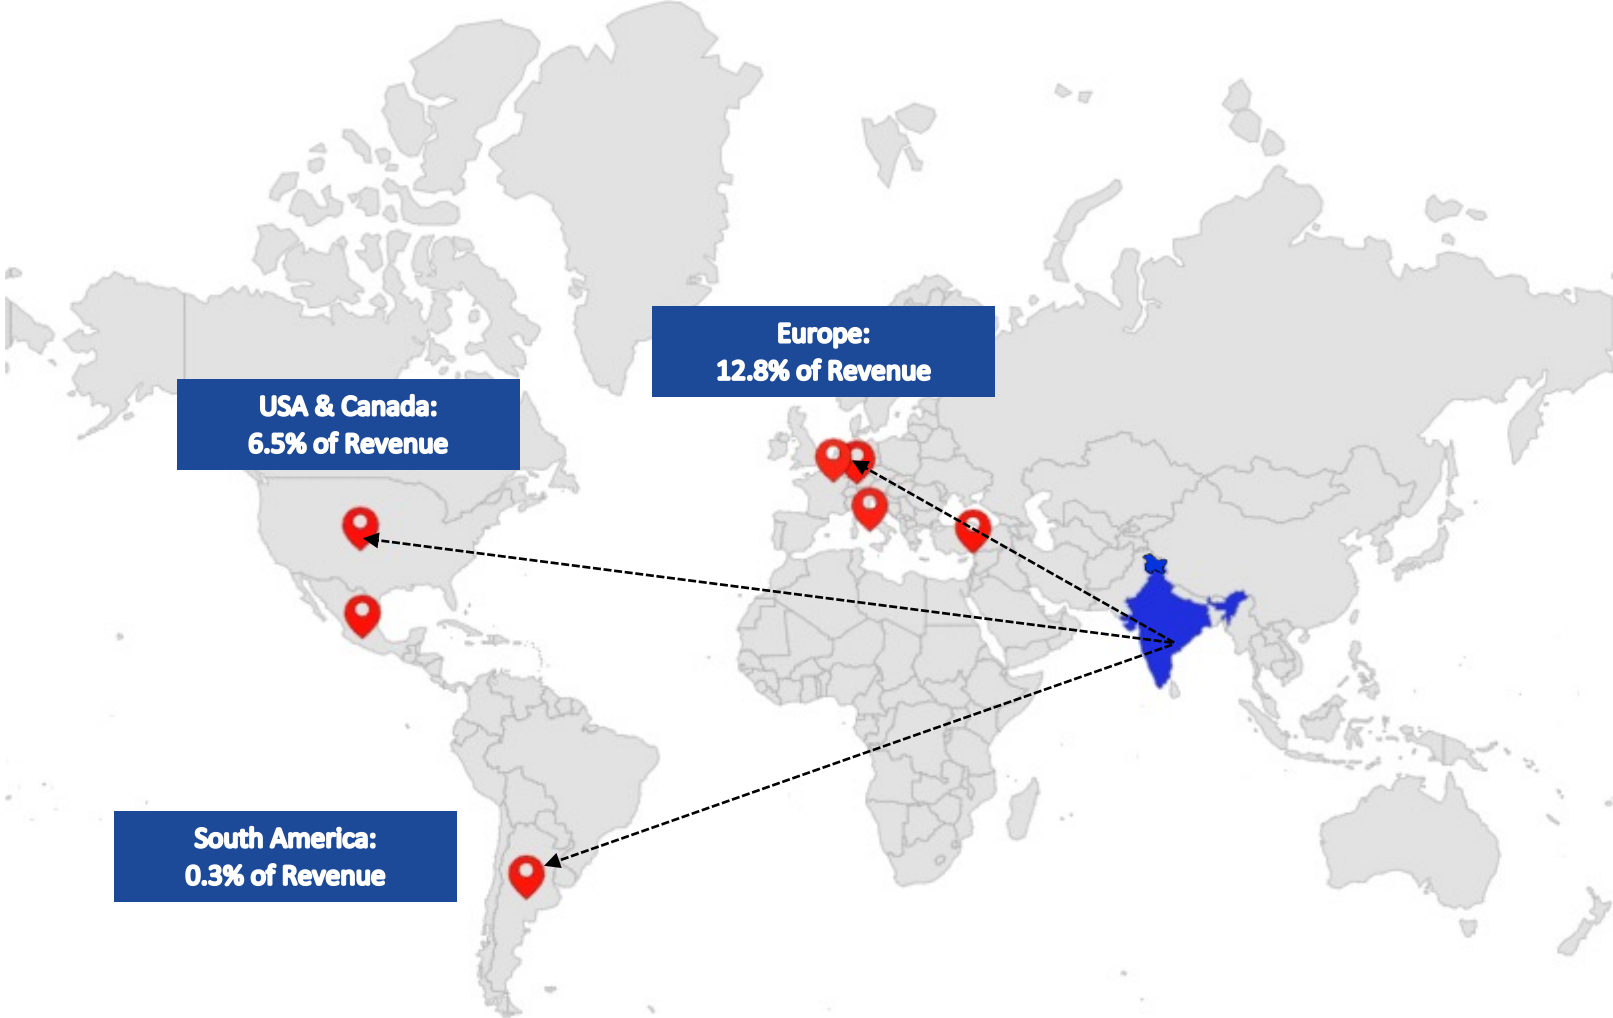 Europe:
12.8% of Revenue
USA & Canada:
6.5% of Revenue
South America:
0.3% of Revenue